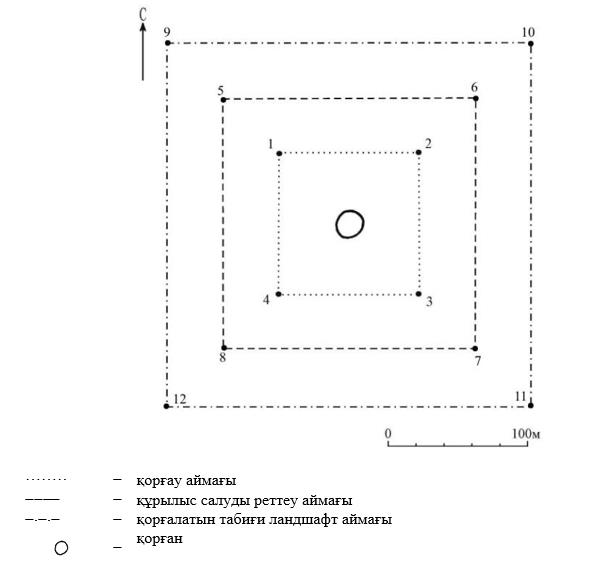 С
9 10
5 6
1 2
4 3
8 7
12 11
0 100м
– қорғау аймағы
– құрылыс салуды реттеу аймағы
– қорғалатын табиғи ландшафт аймағы
– қорған